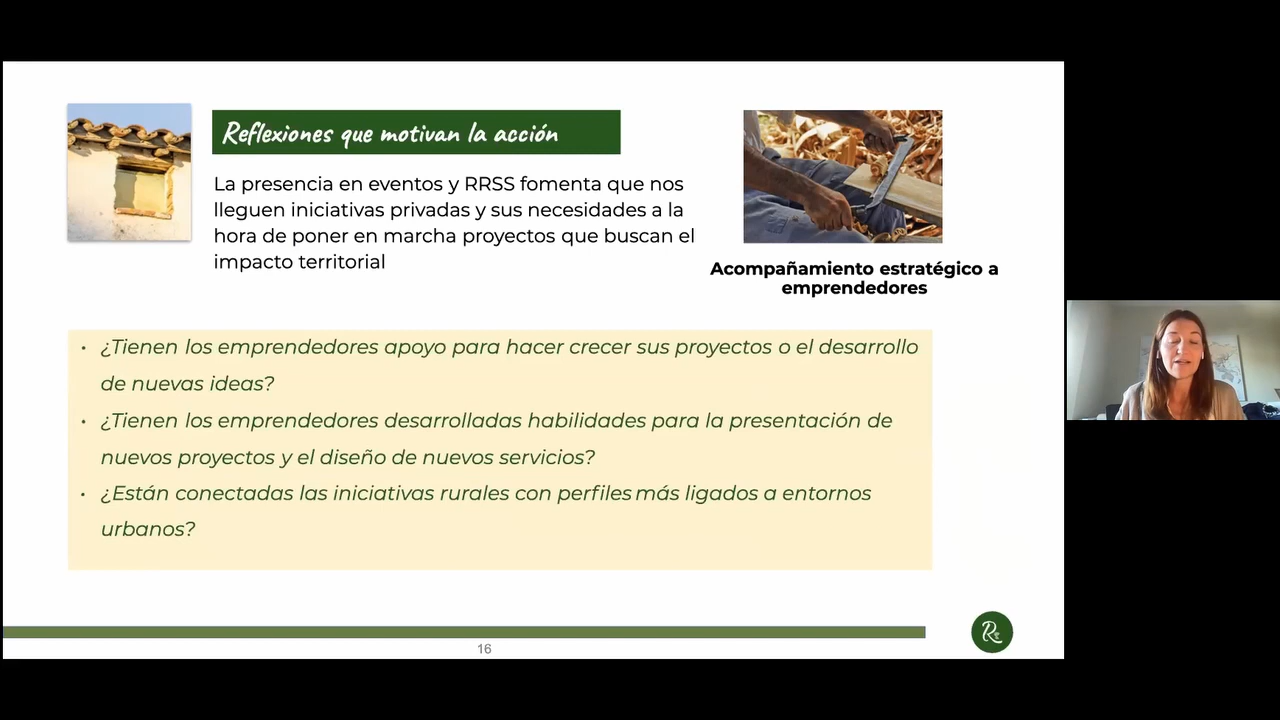 Reflexiones que motivan la acción
La presencia en eventos y RRSS fomenta que nos
lleguen iniciativas privadas y sus necesidades a la
hora de poner en marcha proyectos que buscan el
impacto territorial
Acompañamiento estratégico a
emprendedores
• ¿Tienen los emprendedores apoyo para hacer crecer sus proyectos o el desarrollo
de nuevas ideas?
• ¿Tienen los emprendedores desarrolladas habilidades para la presentación de
nuevos proyectos y el diseño de nuevos servicios?
• ¿Están conectadas las iniciativas rurales con perfiles más ligados a entornos
urbanos?
16
R